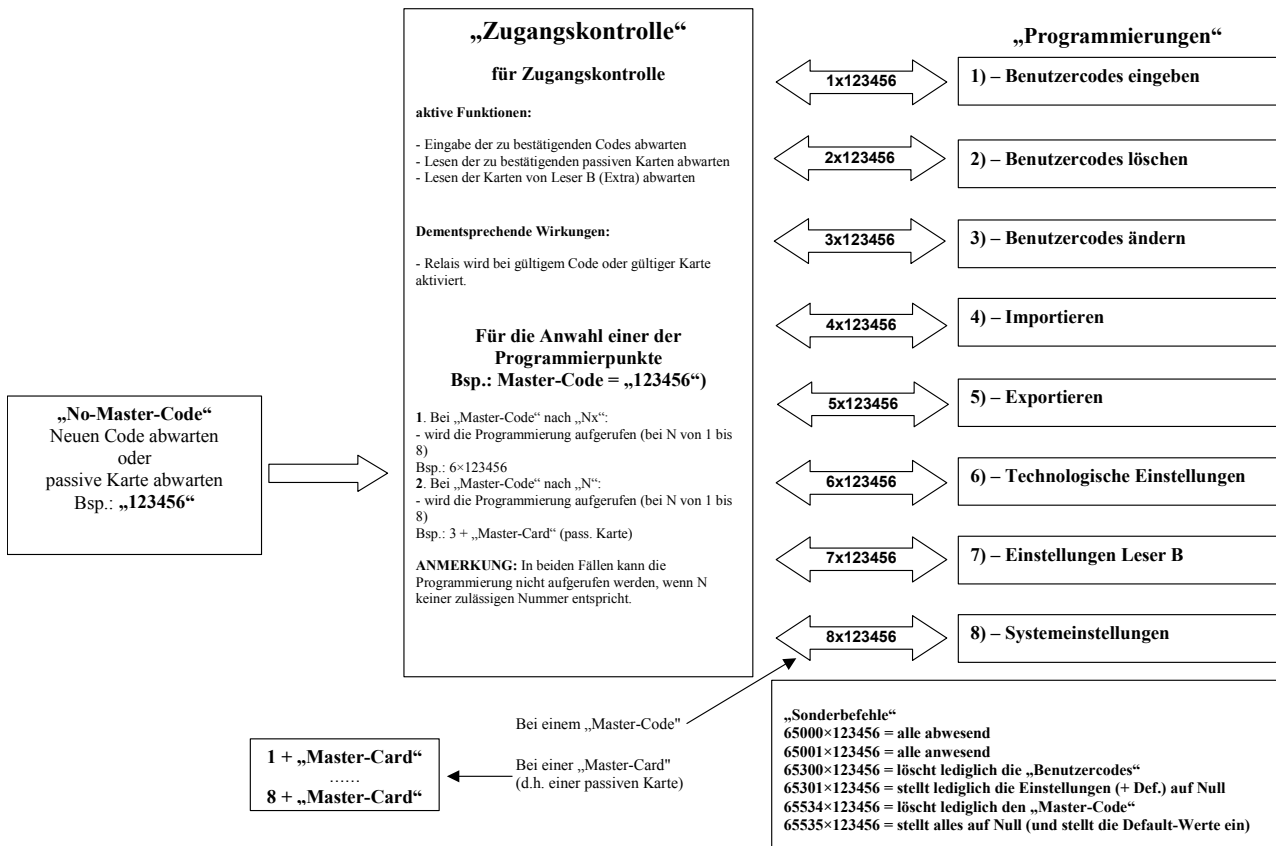 „Zugangskontrolle“
für Zugangskontrolle
aktive Funktionen:
- Eingabe der zu bestätigenden Codes abwarten
- Lesen der zu bestätigenden passiven Karten abwarten
- Lesen der Karten von Leser B (Extra) abwarten
Dementsprechende Wirkungen:
- Relais wird bei gültigem Code oder gültiger Karte
aktiviert.
Für die Anwahl einer der
Programmierpunkte
Bsp.: Master-Code = „123456“)
1. Bei „Master-Code“ nach „Nx“:
- wird die Programmierung aufgerufen (bei N von 1 bis
8)
Bsp.: 6×123456
2. Bei „Master-Code“ nach „N“:
- wird die Programmierung aufgerufen (bei N von 1 bis
8)
Bsp.: 3 + „Master-Card“ (pass. Karte)
ANMERKUNG: In beiden Fällen kann die
Programmierung nicht aufgerufen werden, wenn N
keiner zulässigen Nummer entspricht.
„No-Master-Code“
Neuen Code abwarten
oder
passive Karte abwarten
Bsp.: „123456“
„Programmierungen“
1x123456
1) – Benutzercodes eingeben
2x123456
2) – Benutzercodes löschen
3x123456
3) – Benutzercodes ändern
4x123456
4) – Importieren
5x123456
5) – Exportieren
6x123456
6) – Technologische Einstellungen
7x123456
7) – Einstellungen Leser B
8x123456
8) – Systemeinstellungen
Bei einem „Master-Code"
Bei einer „Master-Card"
(d.h. einer passiven Karte)
1 + „Master-Card“
......
8 + „Master-Card“
„Sonderbefehle“
65000×123456 = alle abwesend
65001×123456 = alle anwesend
65300×123456 = löscht lediglich die „Benutzercodes“
65301×123456 = stellt lediglich die Einstellungen (+ Def.) auf Null
65534×123456 = löscht lediglich den „Master-Code“
65535×123456 = stellt alles auf Null (und stellt die Default-Werte ein)